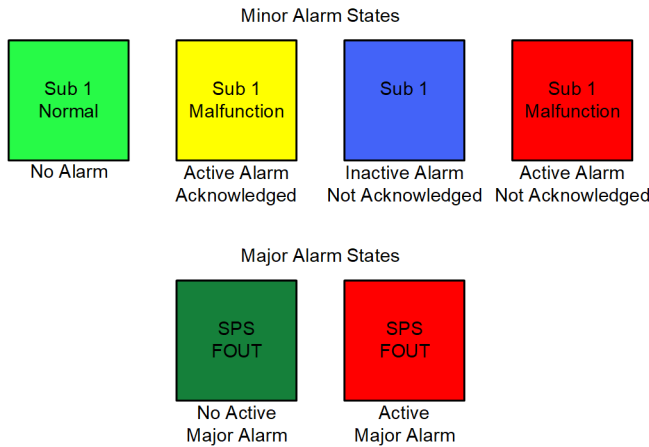 Minor Alarm States
Sub 1
Normal
Sub 1
Malfunction
Sub 1
Sub 1
Malfunction
No Alarm
Active Alarm
Acknowledged
Inactive Alarm
Not Acknowledged
Active Alarm
Not Acknowledged
Major Alarm States
SPS
FOUT
SPS
FOUT
No Active
Major Alarm
Active
Major Alarm